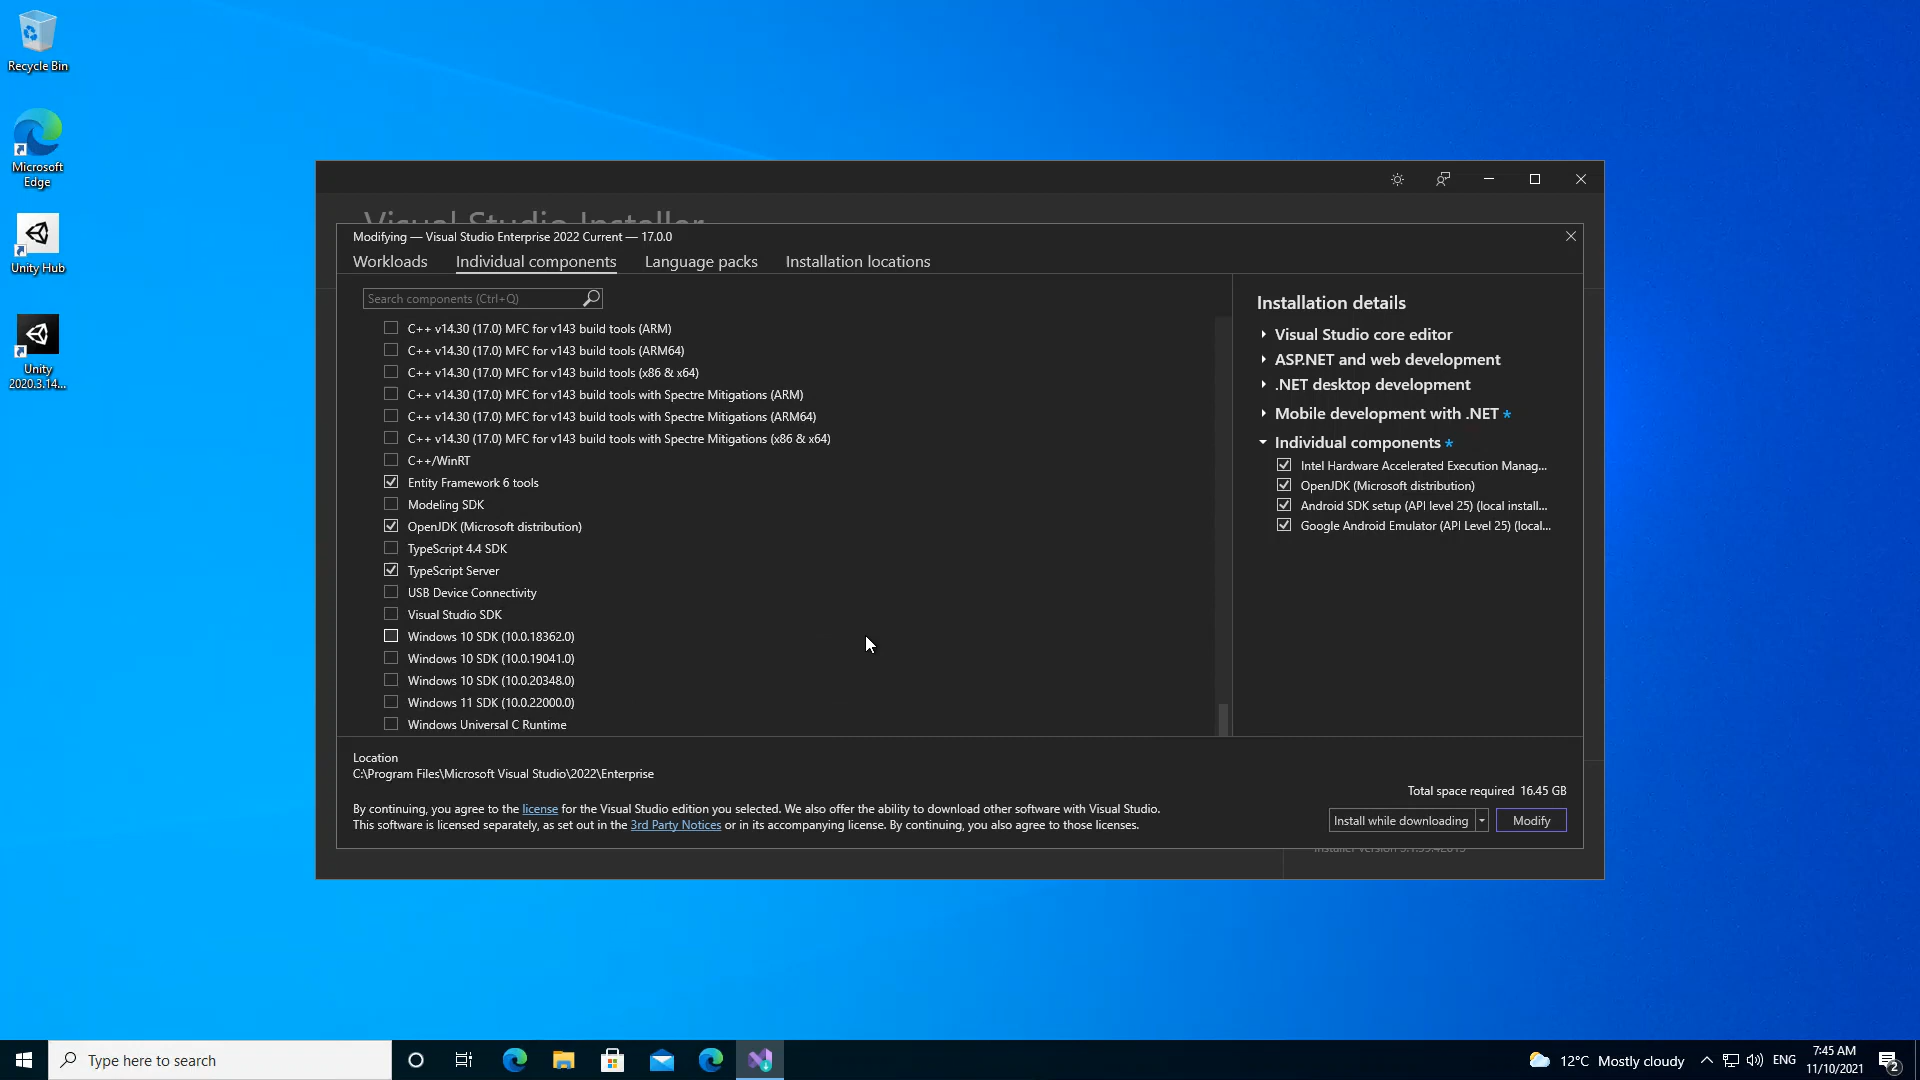 Recycle Bin
Microsoft
Edge
Unity Hub
Unity
2020.3.14...
Visual Studio Installer
Modifying — Visual Studio Enterprise 2022 Current — 17.0.0
Workloads
Individual components
Language packs
Installation locations
Search components (Ctrl+Q)
C++ v14.30 (17.0) MFC for v143 build tools (ARM)
C++ v14.30 (17.0) MFC for v143 build tools (ARM64)
C++ v14.30 (17.0) MFC for v143 build tools (x86 & x64)
C++ v14.30 (17.0) MFC for v143 build tools with Spectre Mitigations (ARM)
C++ v14.30 (17.0) MFC for v143 build tools with Spectre Mitigations (ARM64)
C++ v14.30 (17.0) MFC for v143 build tools with Spectre Mitigations (x86 & x64)
C++/WinRT
Entity Framework 6 tools
Modeling SDK
OpenJDK (Microsoft distribution)
TypeScript 4.4 SDK
TypeScript Server
USB Device Connectivity
Visual Studio SDK
Windows 10 SDK (10.0.18362.0)
Windows 10 SDK (10.0.19041.0)
Windows 10 SDK (10.0.20348.0)
Windows 11 SDK (10.0.22000.0)
Windows Universal C Runtime
Installation details
Visual Studio core editor
ASP.NET and web development
.NET desktop development
Mobile development with .NET *
Individual components *
Intel Hardware Accelerated Execution Manag...
OpenJDK (Microsoft distribution)
Android SDK setup (API level 25) (local install...
Google Android Emulator (API Level 25) (local...
Location
C:\Program Files\Microsoft Visual Studio\2022\Enterprise
Total space required 16.45 GB
By continuing, you agree to the license for the Visual Studio edition you selected. We also offer the ability to download other software with Visual Studio.
This software is licensed separately, as set out in the 3rd Party Notices or in its accompanying license. By continuing, you also agree to those licenses.
Install while downloading
Modify
Type here to search
12°C Mostly cloudy
ENG
7:45 AM
11/10/2021
2